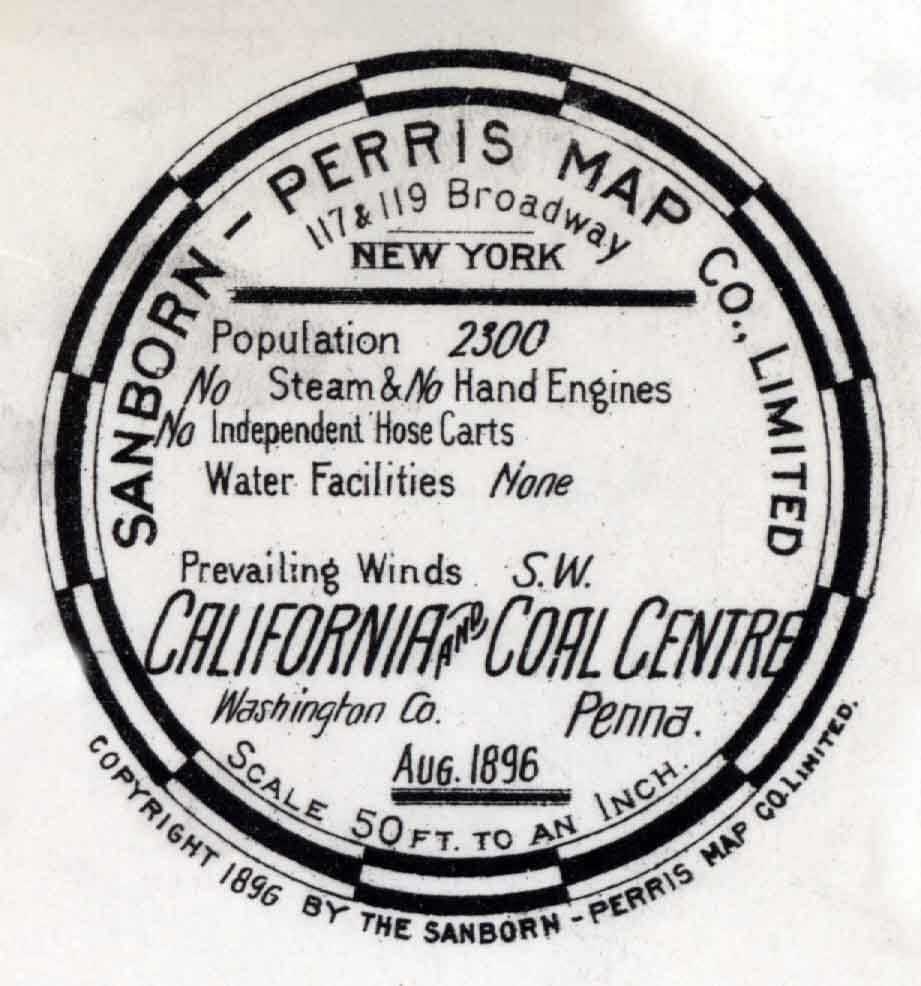 SANBORN - PERRIS MAP CO., LIMITED
117 & 119 Broadway
NEW YORK
Population 2300
No Steam & No Hand Engines
No Independent Hose Carts
Water Facilities None
Prevailing Winds S.W.
CALIFORNIA AND COAL CENTRE
Washington Co. Penna.
AUG. 1896
SCALE 50 FT. TO AN INCH.
COPYRIGHT 1896 BY THE SANBORN - PERRIS MAP CO. LIMITED.